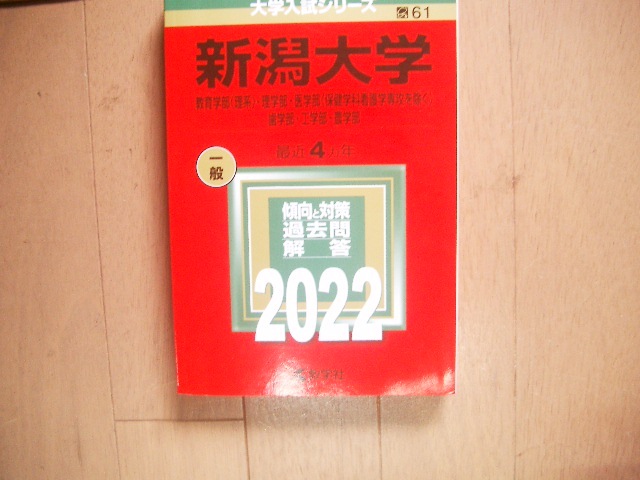 大学入試シリーズ
61
新潟大学
教育学部〈理系〉・理学部・医学部〈保健学科看護学専攻を除く〉
歯学部・工学部・農学部
最近4カ年
一般
傾向と対策
過去問
解答
2022
教学社